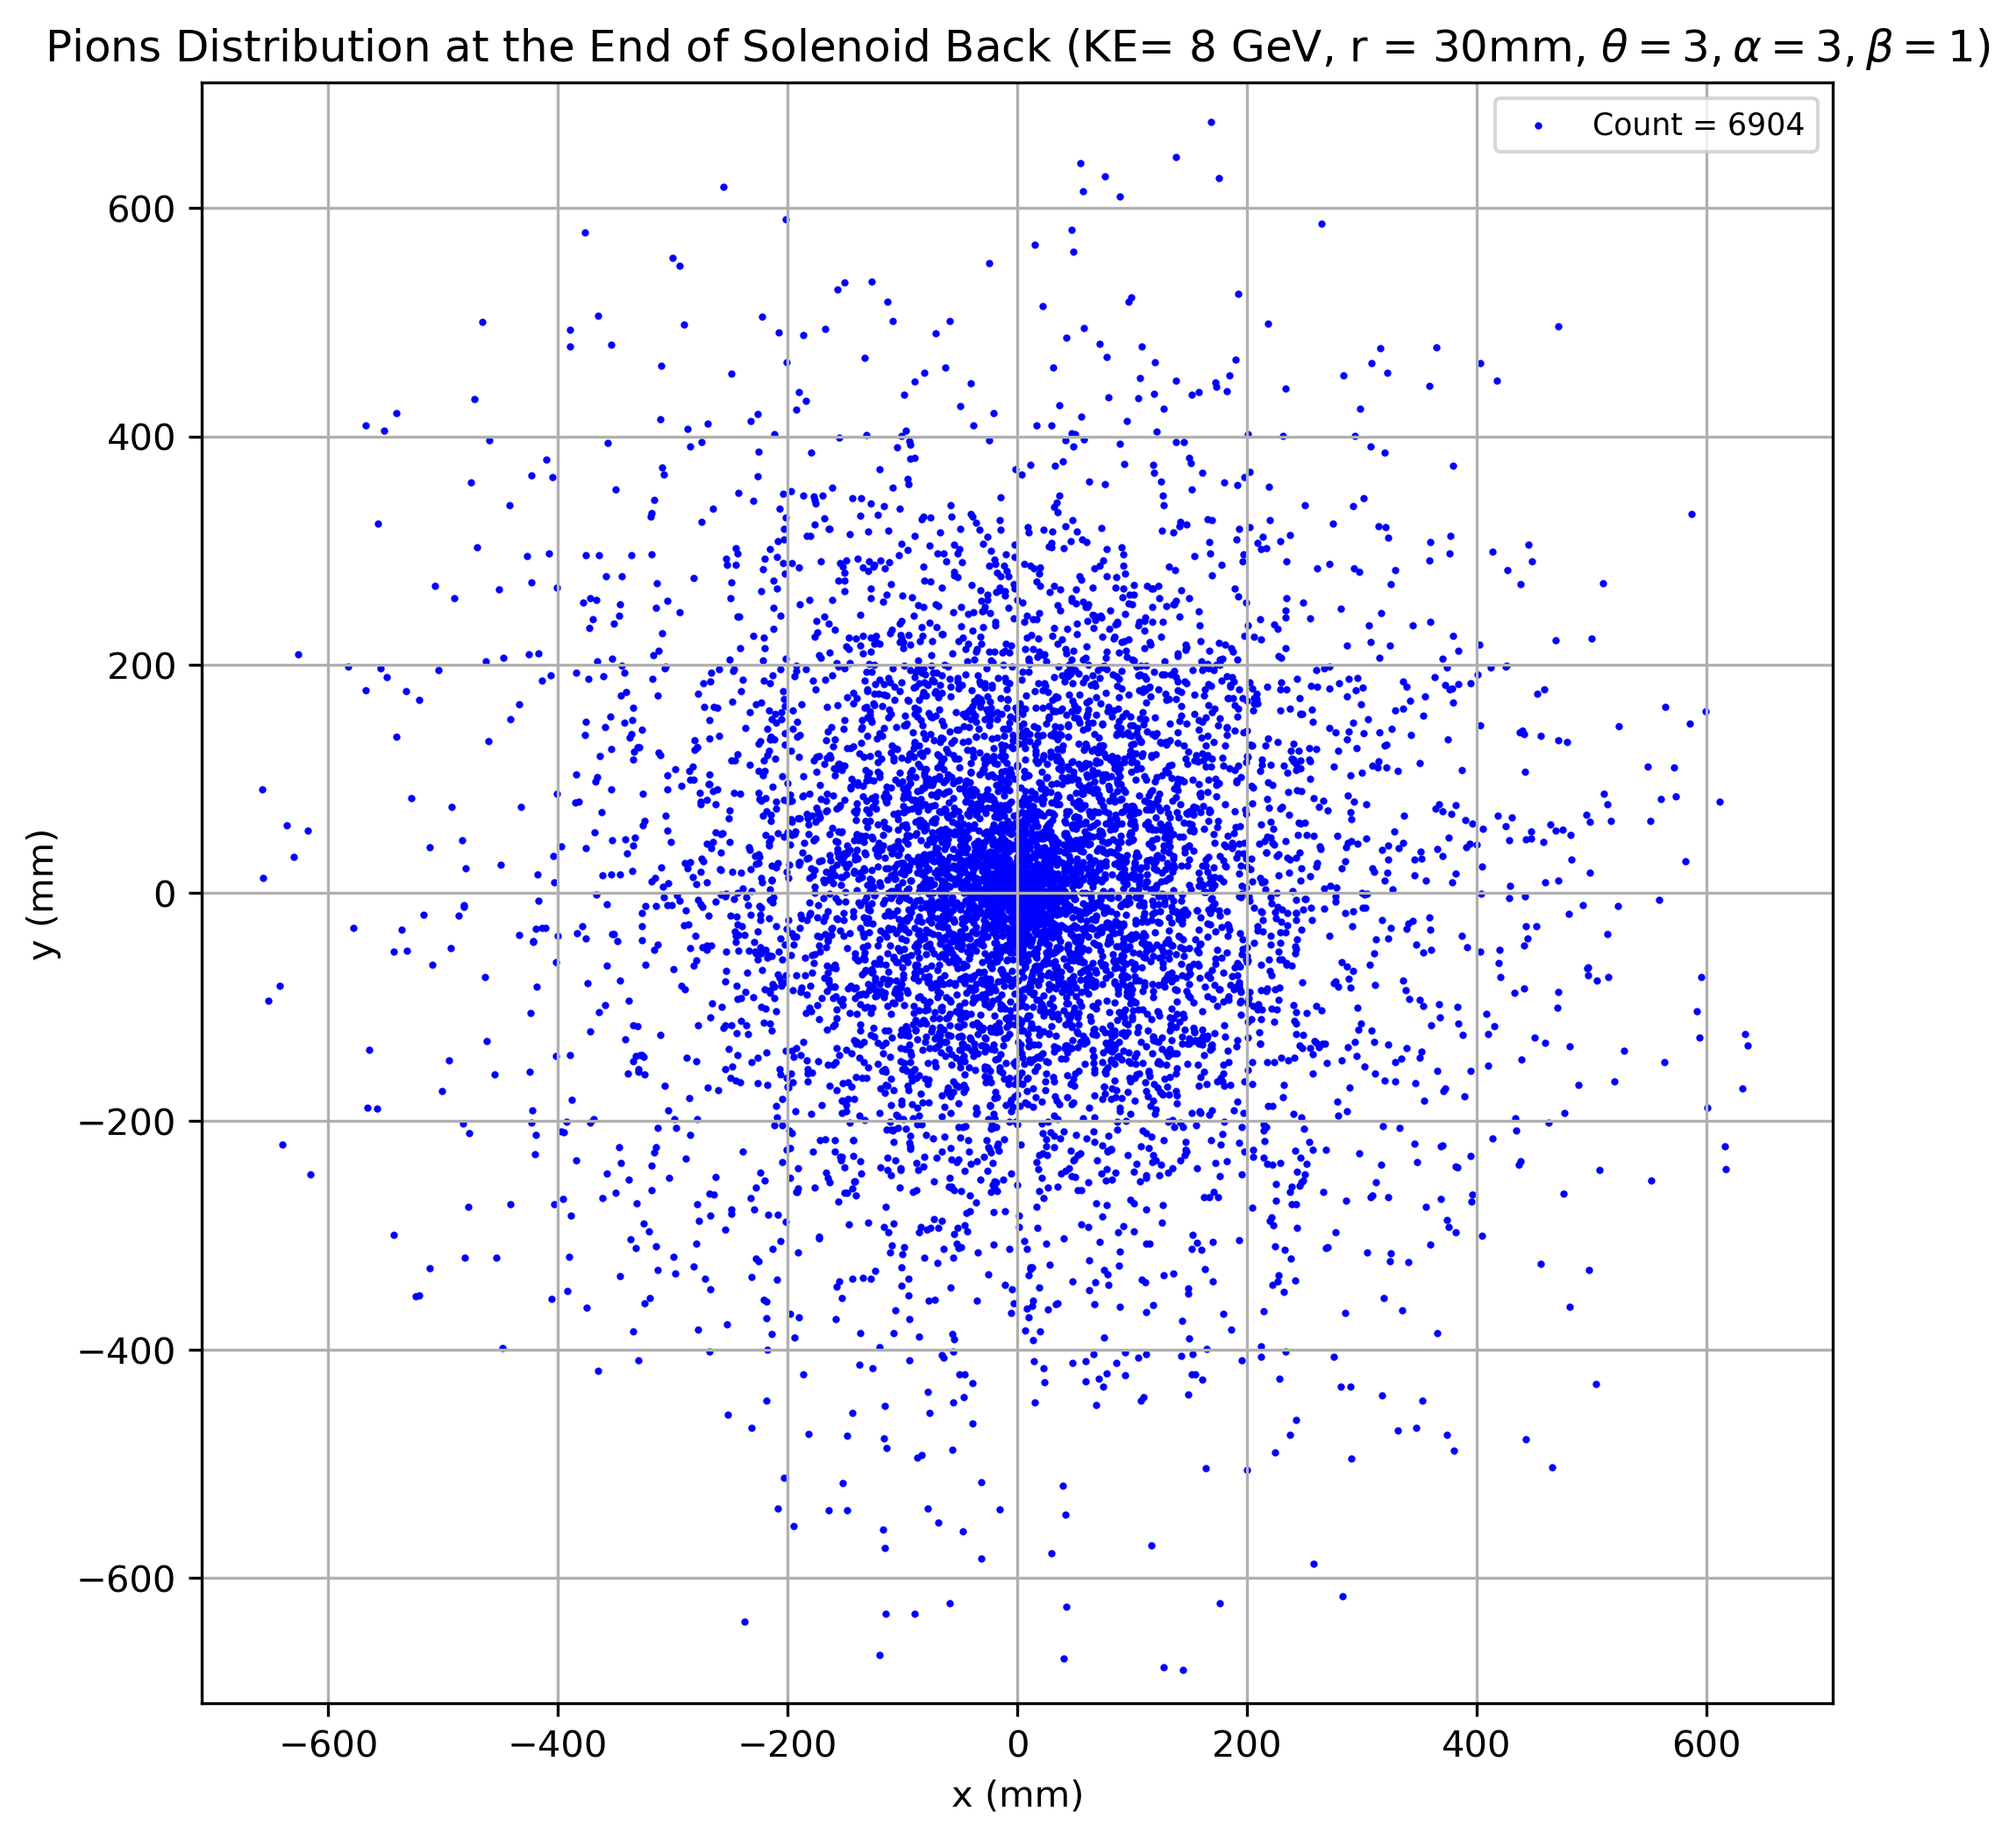 Pions Distribution at the End of Solenoid Back (KE= 8 GeV, r = 30mm, θ = 3, α = 3, β = 1)
Count = 6904
600
400
200
0
−200
−400
−600
y (mm)
−600 −400 −200 0 200 400 600
x (mm)